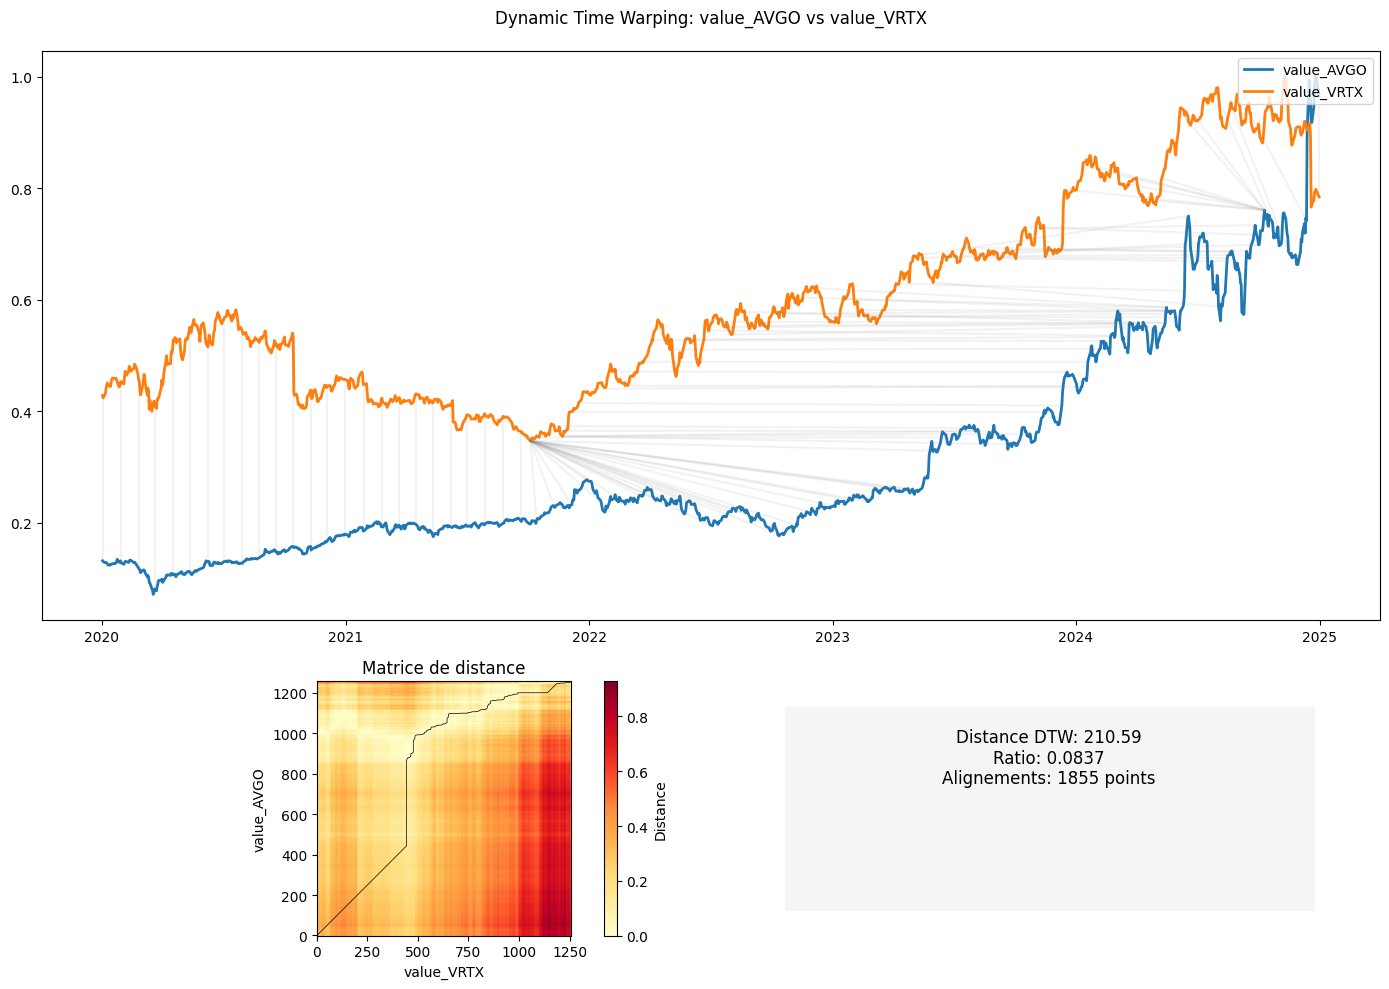 Dynamic Time Warping: value_AVGO vs value_VRTX
1.0
0.8
0.6
0.4
0.2
value_AVGO
value_VRTX
2020 2021 2022 2023 2024 2025
Matrice de distance
1200
1000
800
600
400
200
0
value_AVGO
0 250 500 750 1000 1250
value_VRTX
0.8
0.6
0.4
0.2
0.0
Distance
Distance DTW: 210.59
Ratio: 0.0837
Alignements: 1855 points